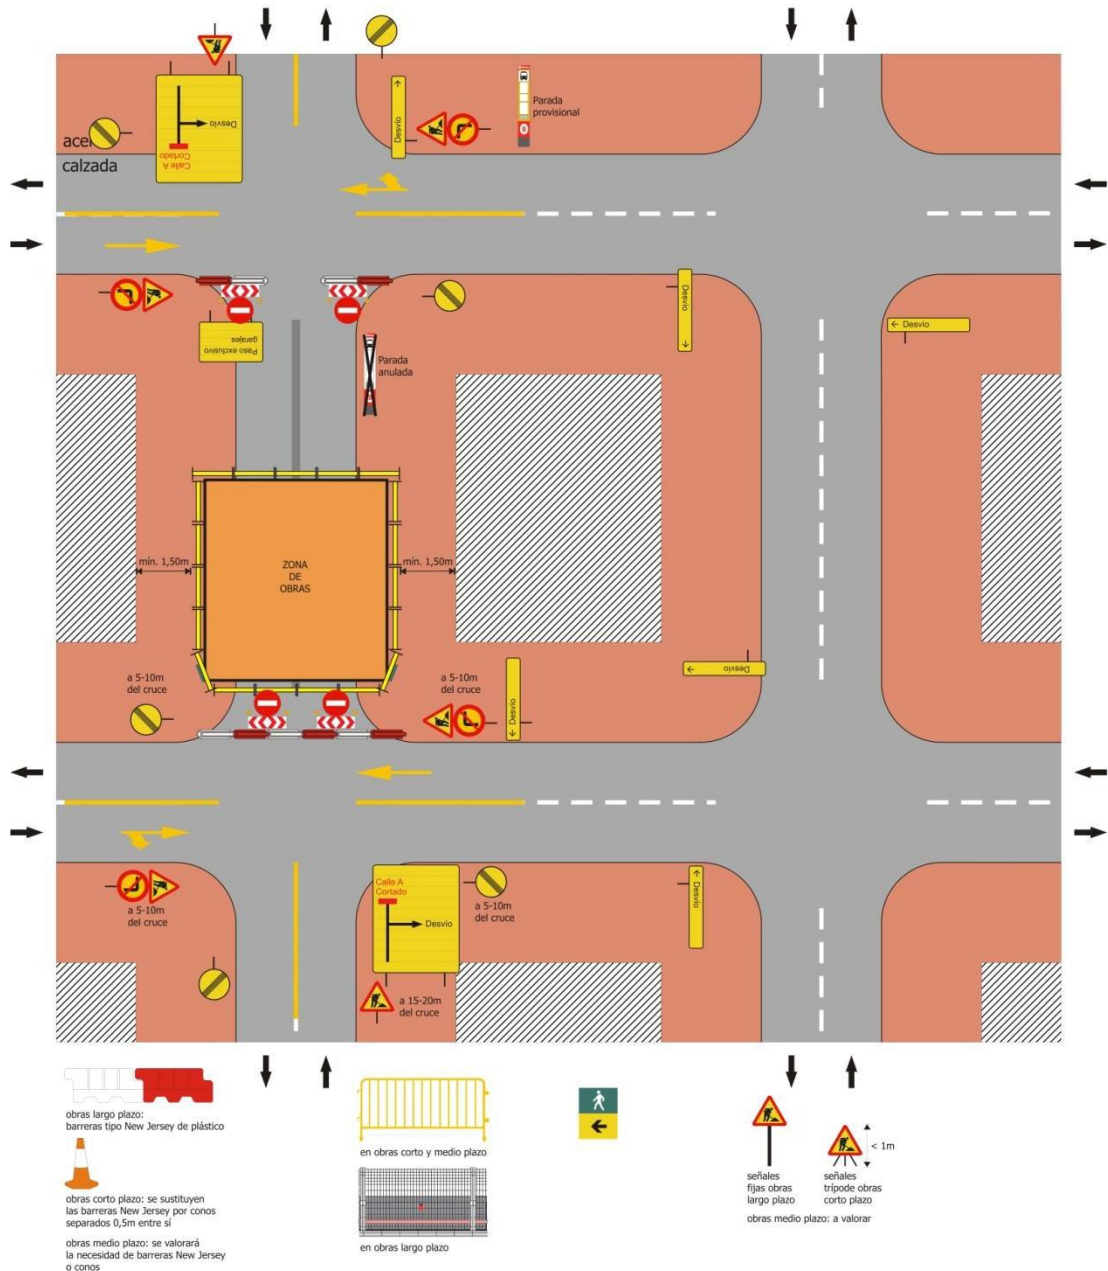 Desvío
Calle A
Cortado
acer
calzada
Desvío
Parada
provisional
Paso exclusivo
garajes
Parada
anulada
Desvío
Desvío
mín. 1,50m
ZONA
DE
OBRAS
mín. 1,50m
a 5-10m
del cruce
a 5-10m
del cruce
Desvío
Desvío
a 5-10m
del cruce
Calle A
Cortado
Desvío
a 5-10m
del cruce
Desvío
a 15-20m
del cruce
obras largo plazo:
barreras tipo New Jersey de plástico
obras corto plazo: se sustituyen
las barreras New Jersey por conos
separados 0,5m entre sí
obras medio plazo: se valorará
la necesidad de barreras New Jersey
o conos
en obras corto y medio plazo
en obras largo plazo
< 1m
señales
fijas obras
largo plazo
señales
trípode obras
corto plazo
obras medio plazo: a valorar